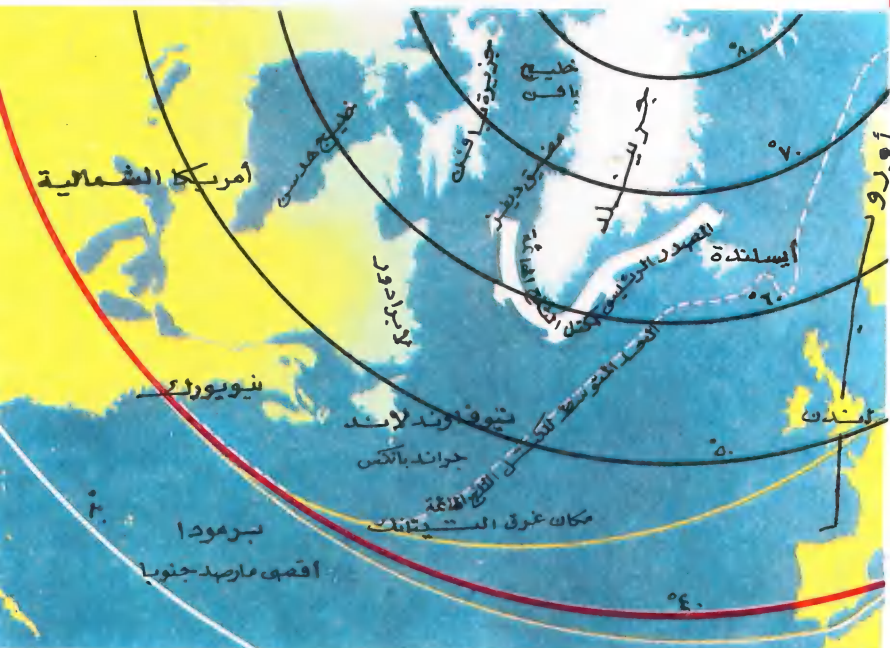 °٨٠
خليج
بافن
جزيرة بافن
°٧٠
أوروبا
جرينلند
مضيق ديفز
خليج هدسن
أمريكا الشمالية
المصدر الرئيسي لكتل الثلج
أيسلندة
°٦٠
لابرادور
الحد المتوسط لكتل الثلج العائمة
نيويورك
نيوفوندلاند
لندن
جراند بانكس
°٥٠
مكان غرق التيتانك
°٣٠
برمودا
أقصى مارصد جنوبا
°٤٠